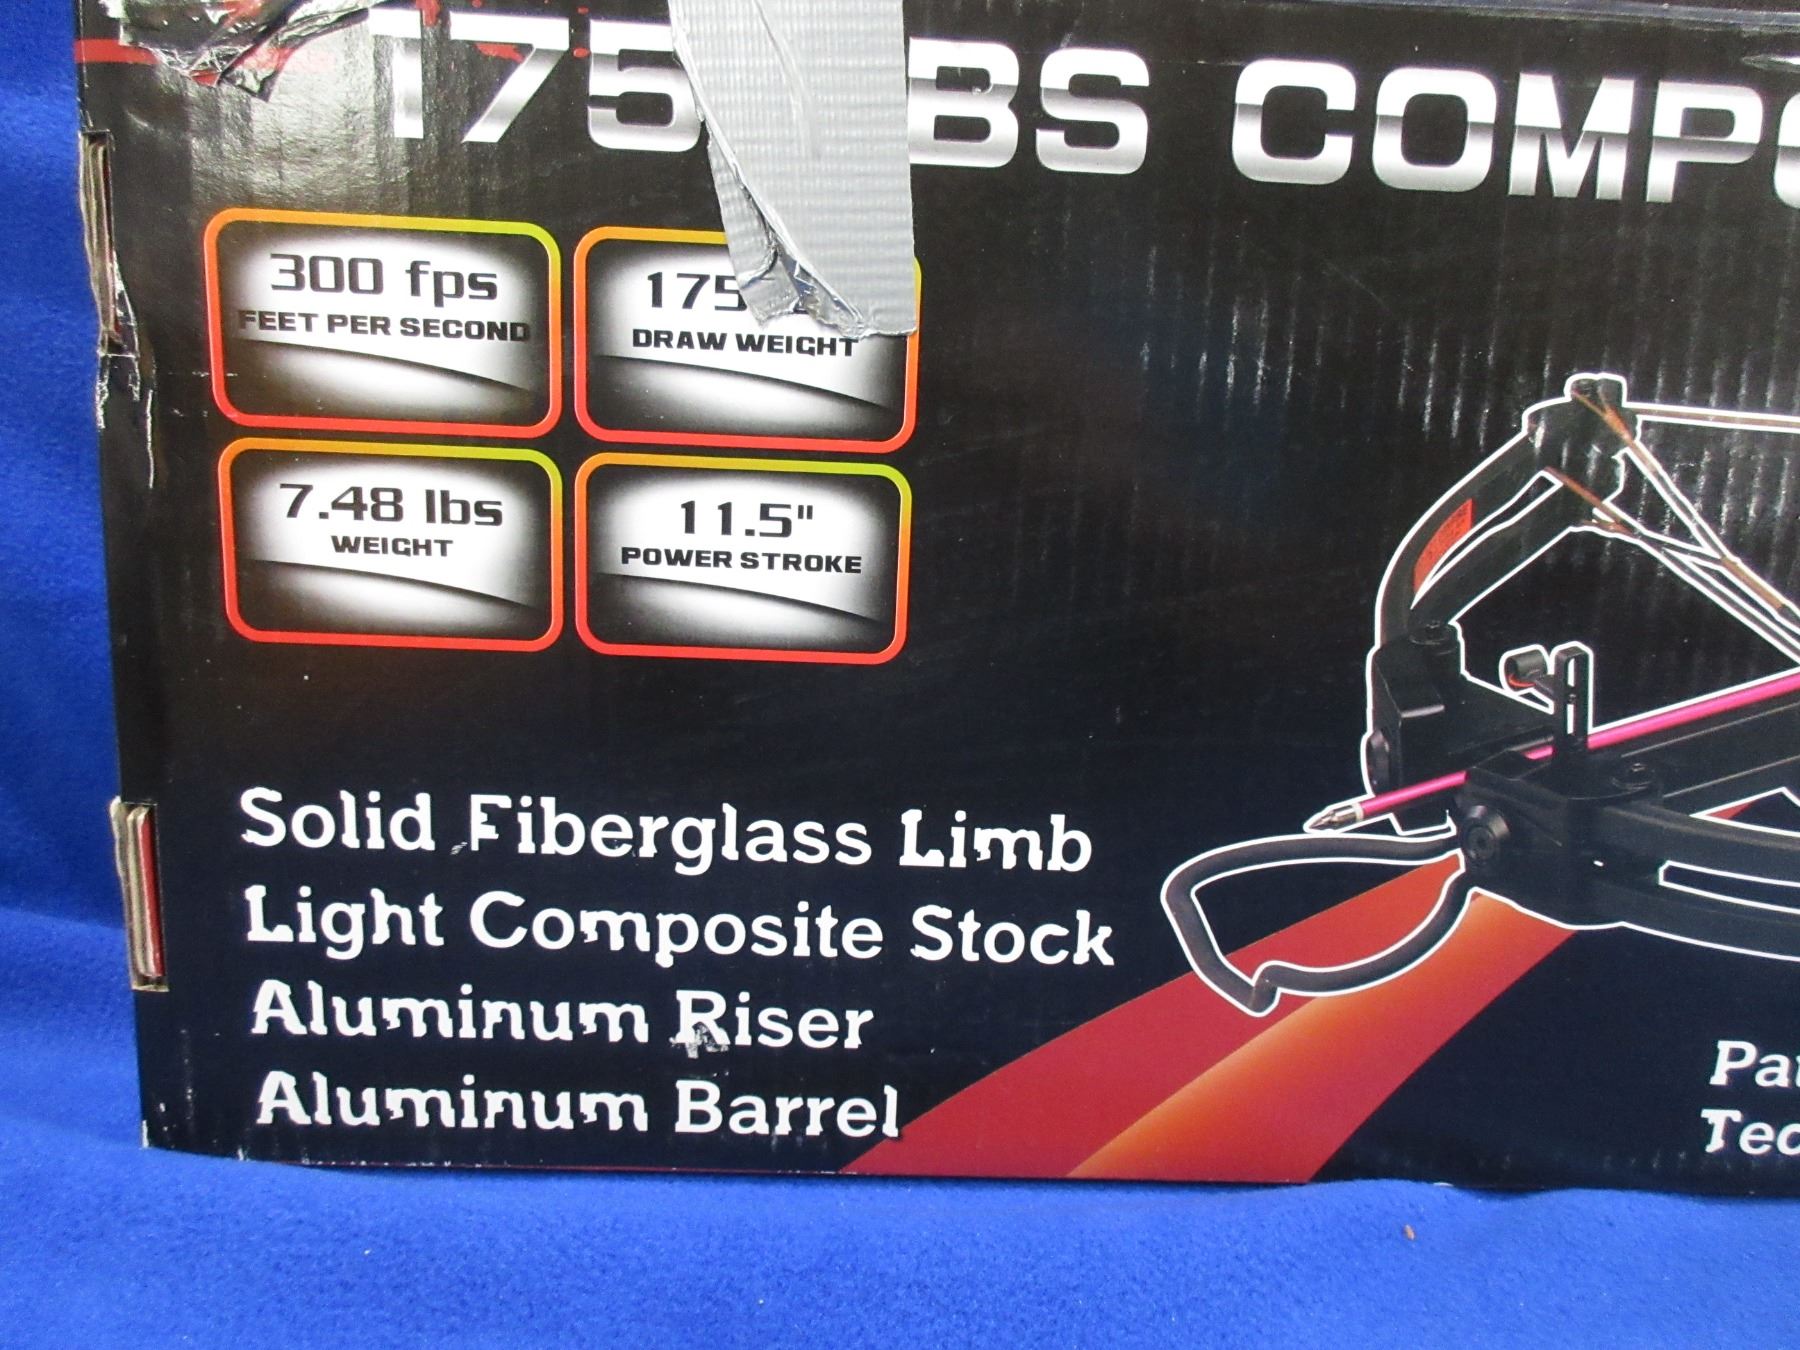 175 BS COMPO
300 fps
FEET PER SECOND
175
DRAW WEIGHT
7.48 lbs
WEIGHT
11.5"
POWER STROKE
Solid Fiberglass Limb
Light Composite Stock
Aluminum Riser
Aluminum Barrel
Pa
Tec